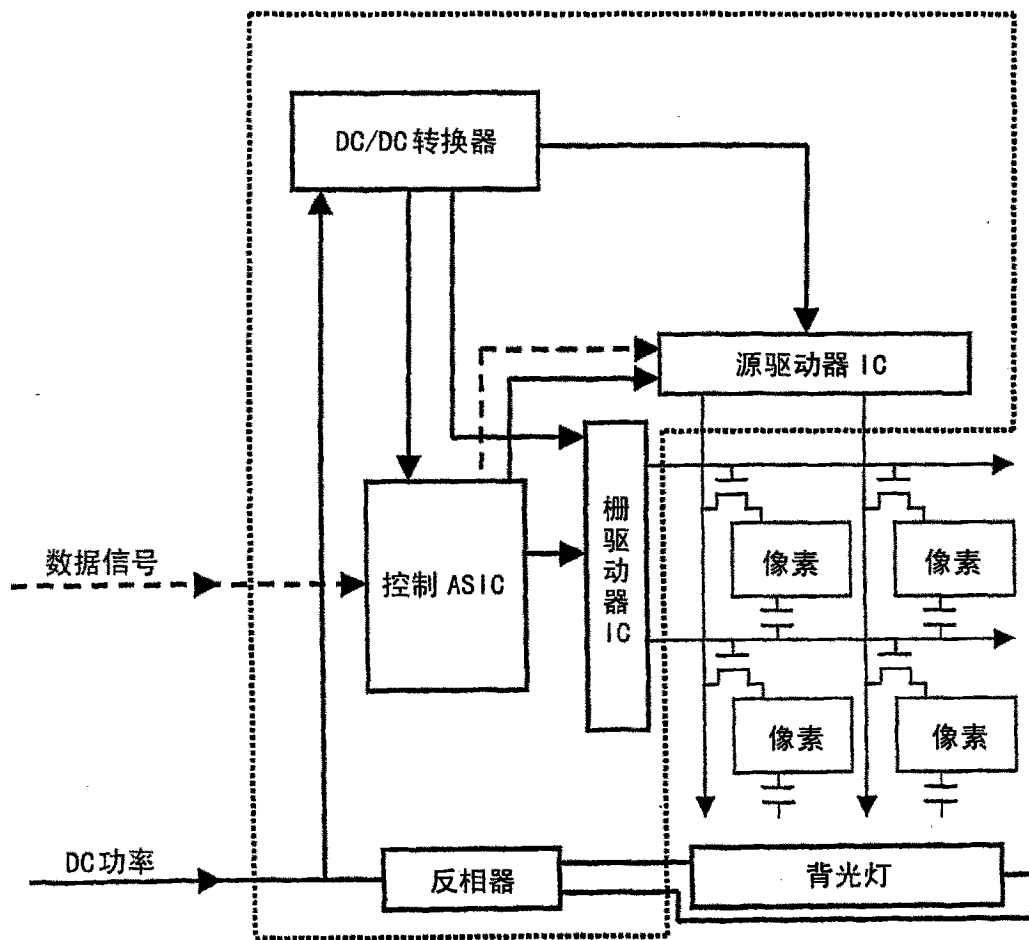 DC/DC 转换器
源驱动器 IC
栅驱动器IC
数据信号
控制 ASIC
像素
像素
像素
像素
DC功率
反相器
背光灯